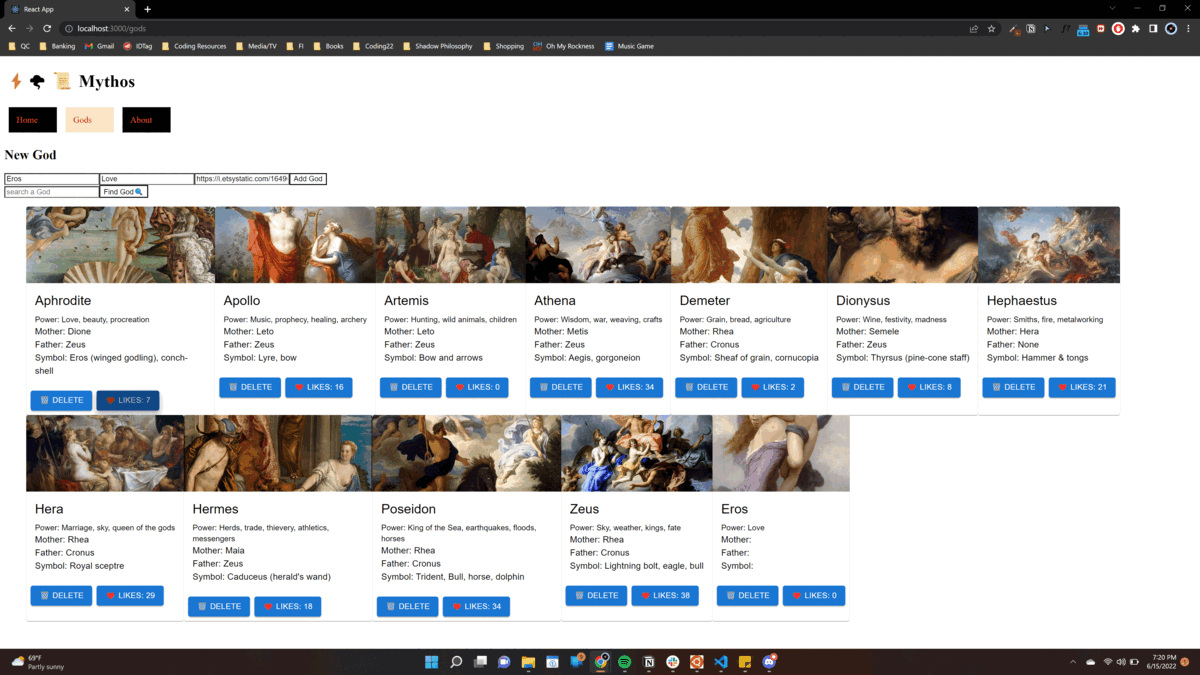 React App
localhost:3000/gods
QC Banking Gmail IDTag Coding Resources Media/TV FI Books Coding22 Shadow Philosophy Shopping Oh My Rockness Music Game
Mythos
Home Gods About
New God
Eros Love https://i.etsystatic.com/1649 Add God
search a God Find God
Aphrodite
Power: Love, beauty, procreation
Mother: Dione
Father: Zeus
Symbol: Eros (winged godling), conch-
shell
DELETE LIKES: 7
Apollo
Power: Music, prophecy, healing, archery
Mother: Leto
Father: Zeus
Symbol: Lyre, bow
DELETE LIKES: 16
Artemis
Power: Hunting, wild animals, children
Mother: Leto
Father: Zeus
Symbol: Bow and arrows
DELETE LIKES: 0
Athena
Power: Wisdom, war, weaving, crafts
Mother: Metis
Father: Zeus
Symbol: Aegis, gorgoneion
DELETE LIKES: 34
Demeter
Power: Grain, bread, agriculture
Mother: Rhea
Father: Cronus
Symbol: Sheaf of grain, cornucopia
DELETE LIKES: 2
Dionysus
Power: Wine, festivity, madness
Mother: Semele
Father: Zeus
Symbol: Thyrsus (pine-cone staff)
DELETE LIKES: 8
Hephaestus
Power: Smiths, fire, metalworking
Mother: Hera
Father: None
Symbol: Hammer & tongs
DELETE LIKES: 21
Hera
Power: Marriage, sky, queen of the gods
Mother: Rhea
Father: Cronus
Symbol: Royal sceptre
DELETE LIKES: 29
Hermes
Power: Herds, trade, thievery, athletics,
messengers
Mother: Maia
Father: Zeus
Symbol: Caduceus (herald's wand)
DELETE LIKES: 18
Poseidon
Power: King of the Sea, earthquakes, floods,
horses
Mother: Rhea
Father: Cronus
Symbol: Trident, Bull, horse, dolphin
DELETE LIKES: 34
Zeus
Power: Sky, weather, kings, fate
Mother: Rhea
Father: Cronus
Symbol: Lightning bolt, eagle, bull
DELETE LIKES: 38
Eros
Power: Love
Mother:
Father:
Symbol:
DELETE LIKES: 0
69°F
Partly sunny
7:20 PM
6/15/2022